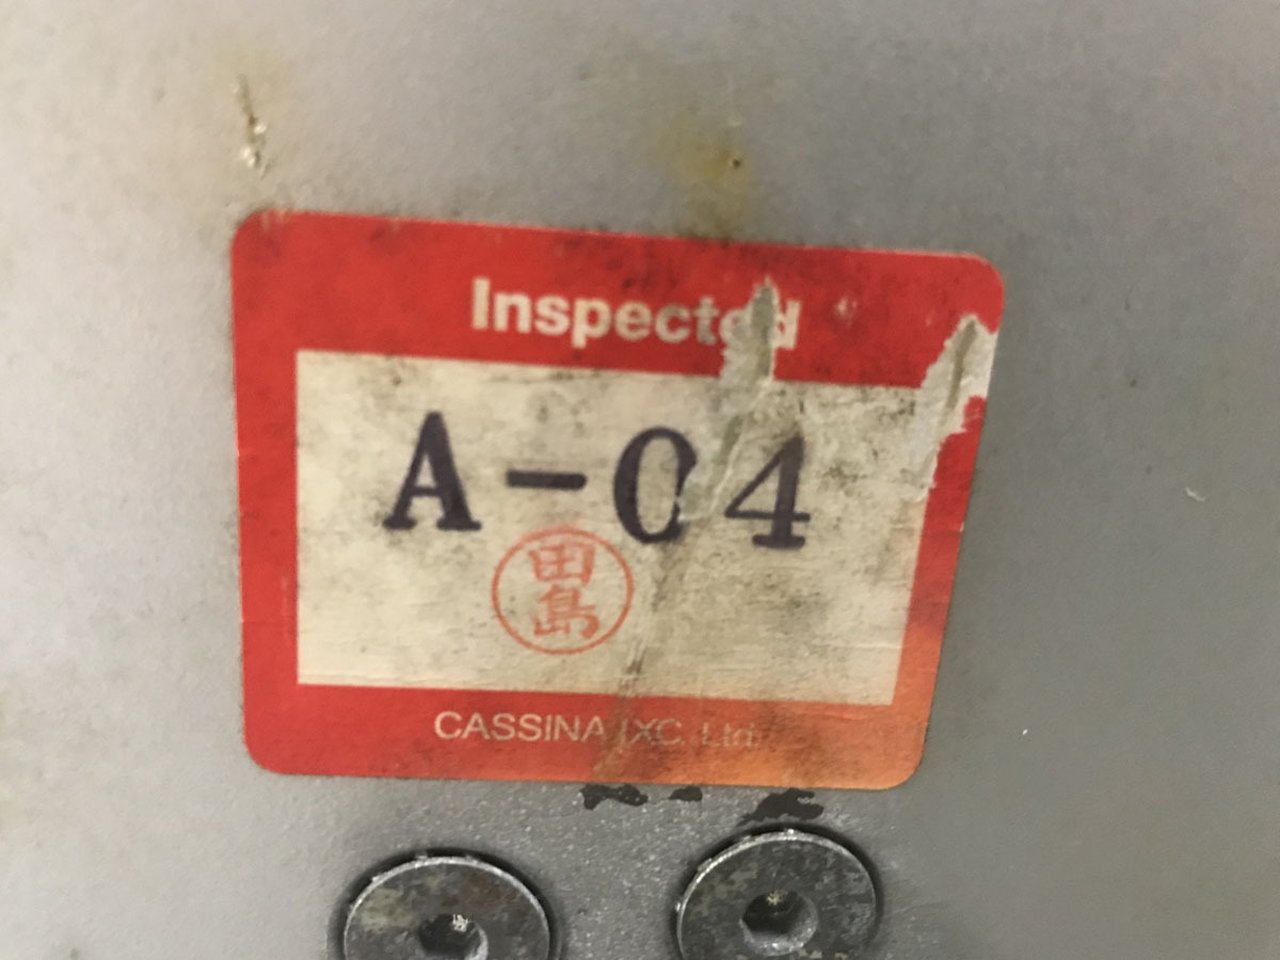 Inspected
A-04
田島
CASSINA IXC. Ltd.